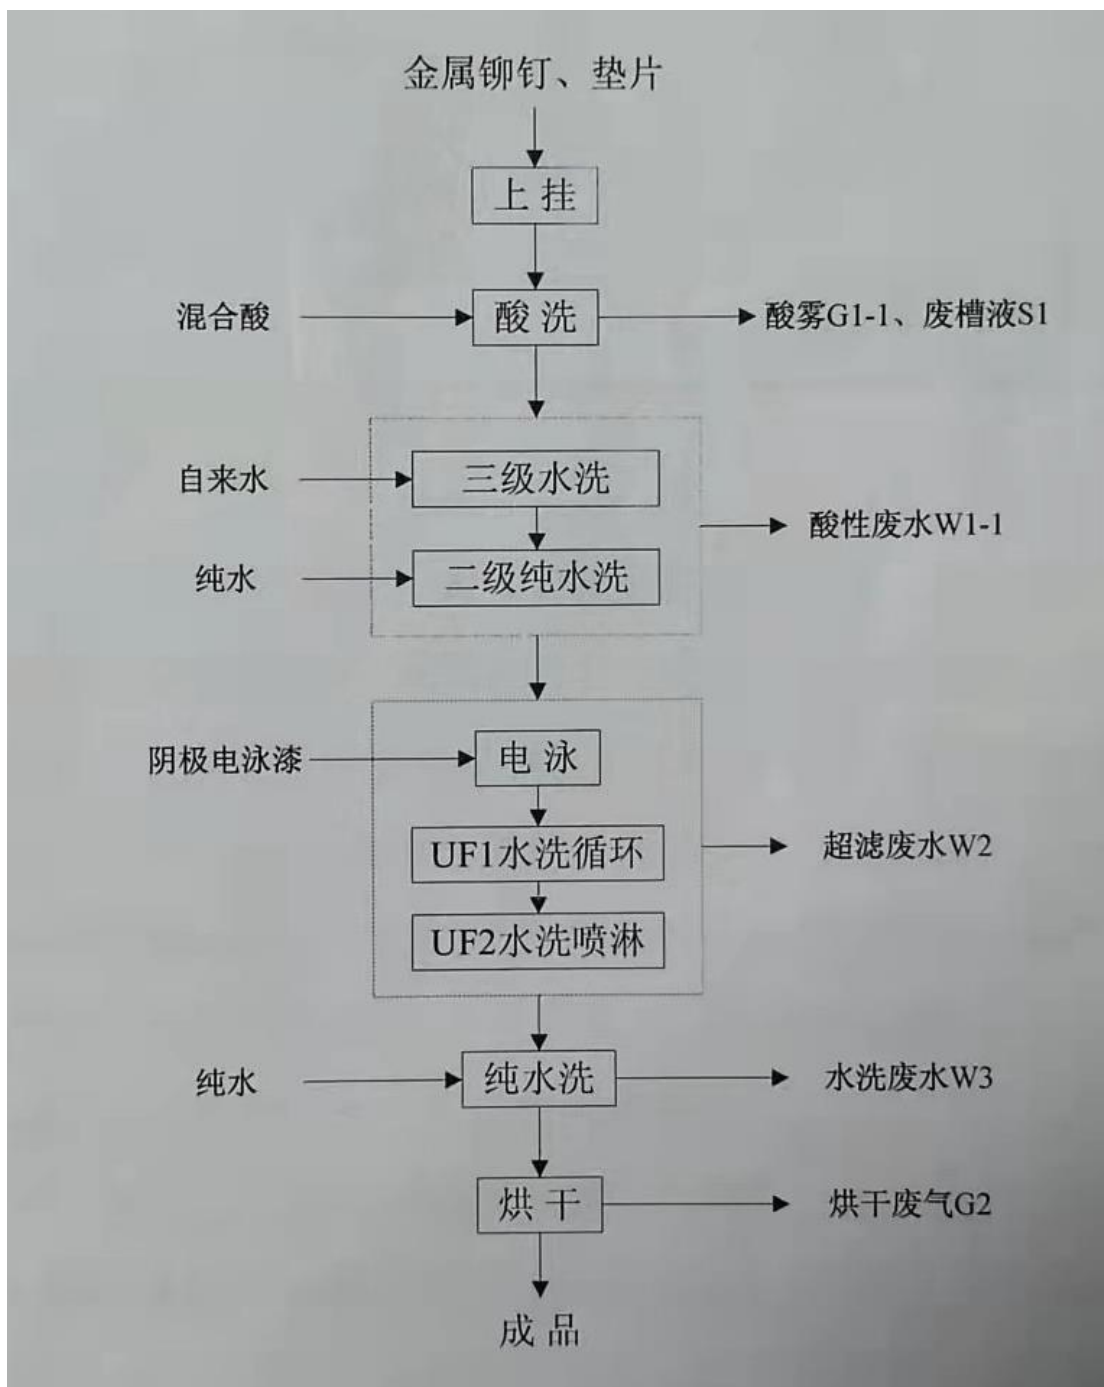 金属铆钉、垫片
上挂
混合酸
酸洗
酸雾G1-1、废槽液S1
自来水
三级水洗
酸性废水W1-1
纯水
二级纯水洗
阴极电泳漆
电泳
UF1水洗循环
超滤废水W2
UF2水洗喷淋
纯水
纯水洗
水洗废水W3
烘干
烘干废气G2
成品